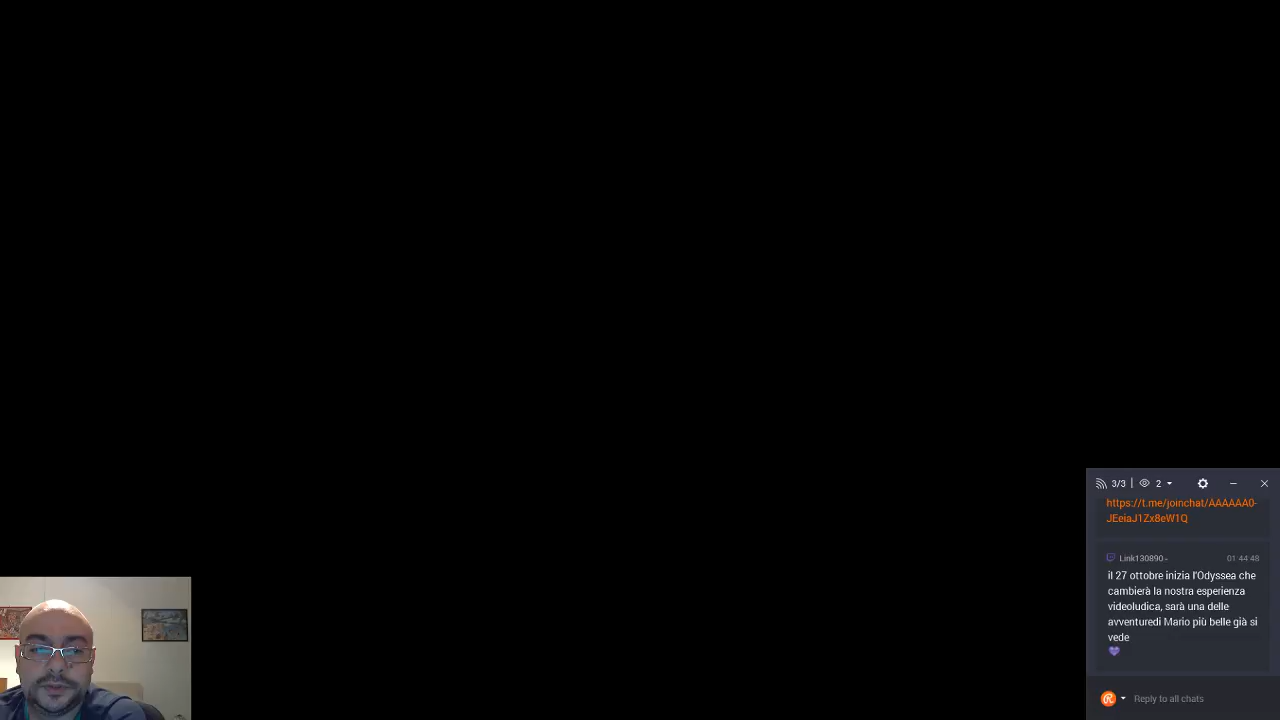 3/3 | 2
https://t.me/joinchat/AAAAAA0-
JEeiaJ1Zx8eW1Q
Link130890-
01:44:48
il 27 ottobre inizia l'Odyssea che
cambierà la nostra esperienza
videoludica, sarà una delle
avventuredi Mario più belle già si
vede
Reply to all chats